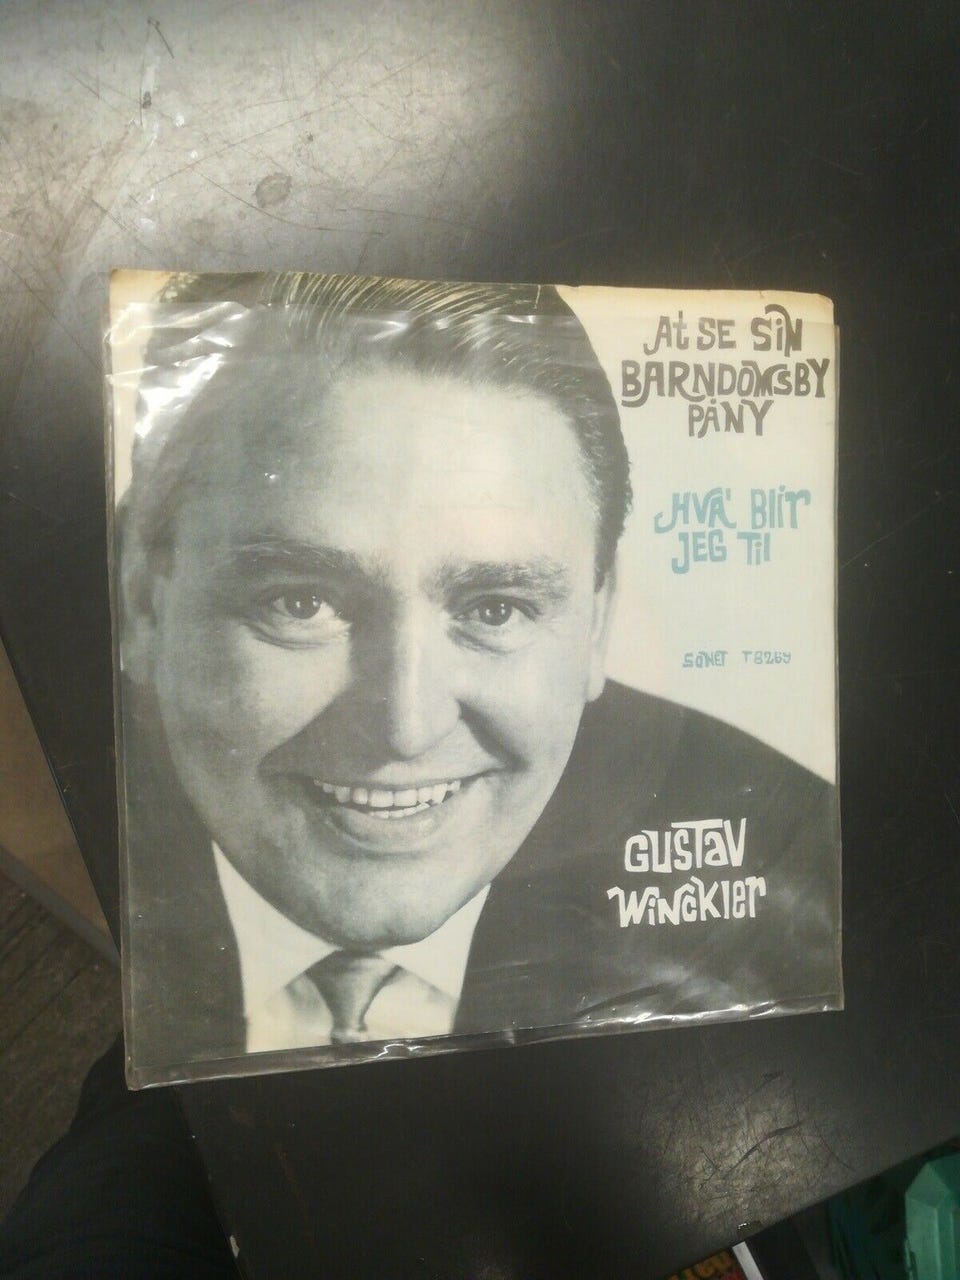 At SE SiN
BARNDOMSBY
PÅNY
HVA' BLiR
JEG Til
SONET T8269
GUSTAV
WiNCKler